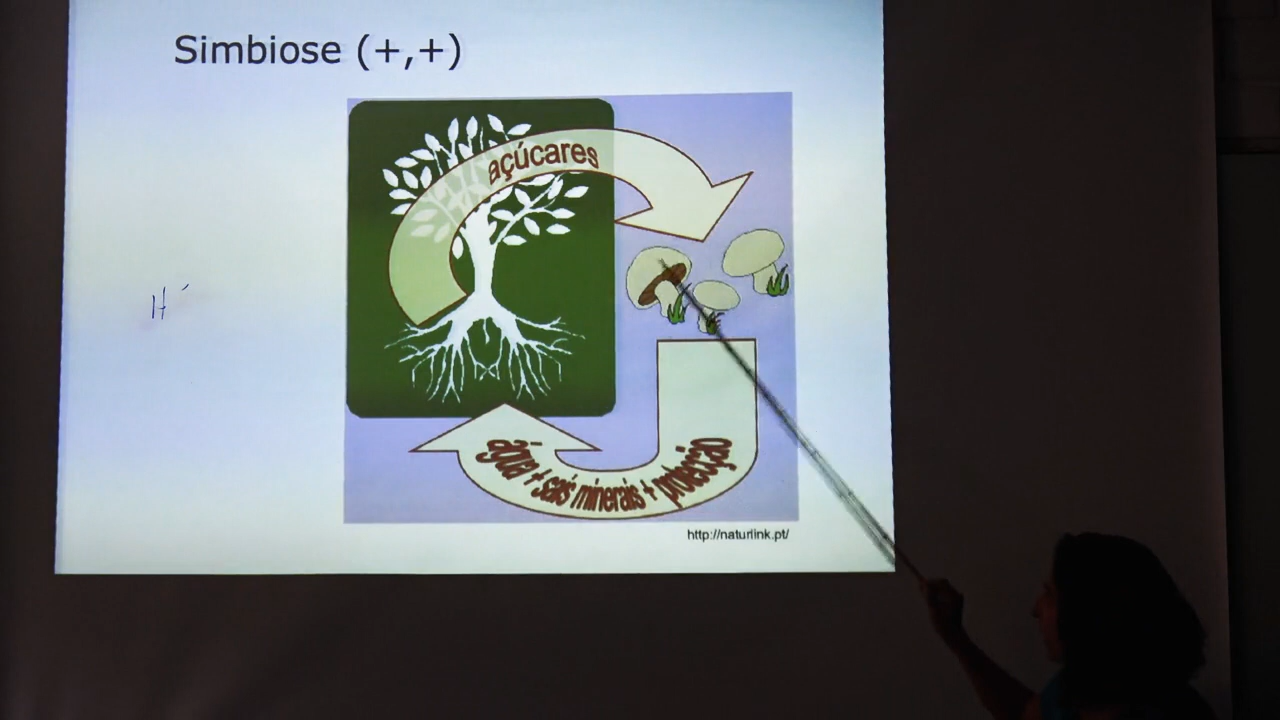 Simbiose (+,+)
açúcares
água + sais minerais + protecção
http://naturlink.pt/